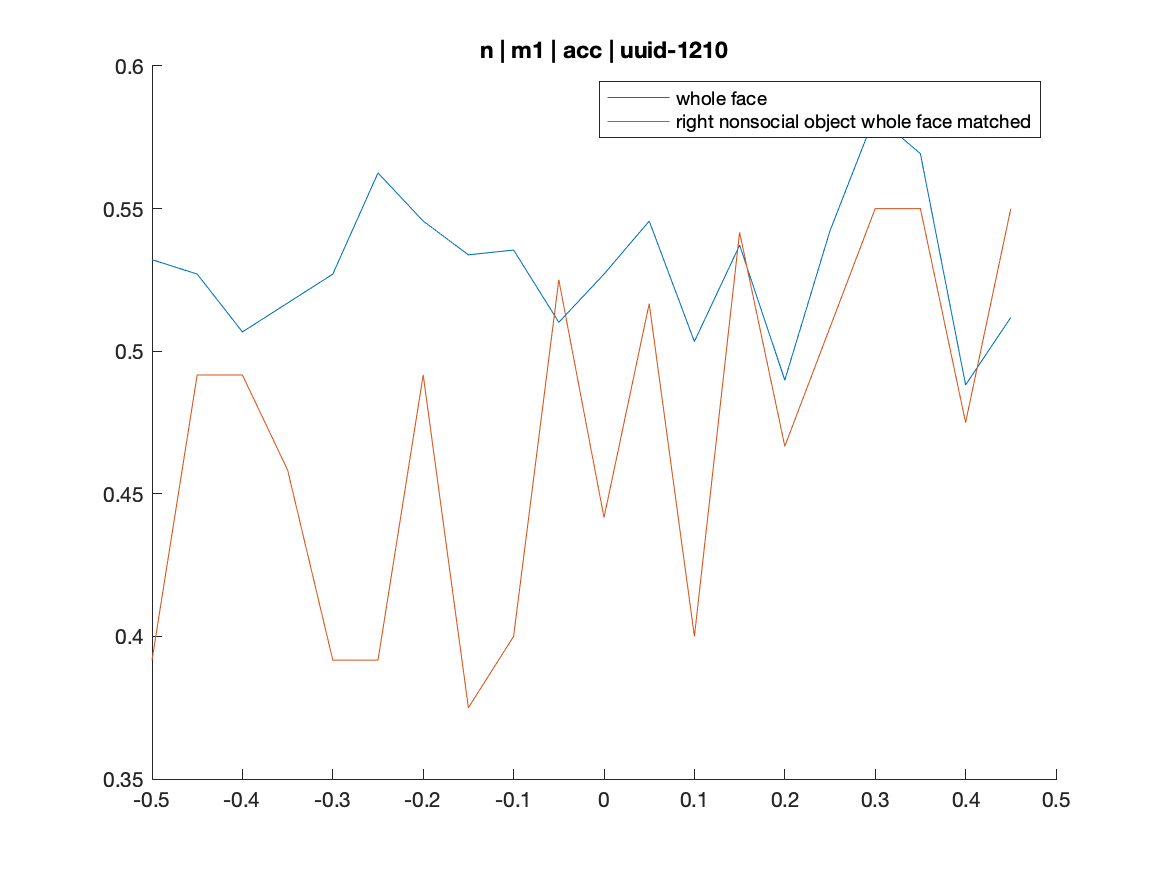 n | m1 | acc | uuid-1210
0.6
whole face
right nonsocial object whole face matched
0.55
0.5
0.45
0.4
0.35
-0.5 -0.4 -0.3 -0.2 -0.1 0 0.1 0.2 0.3 0.4 0.5